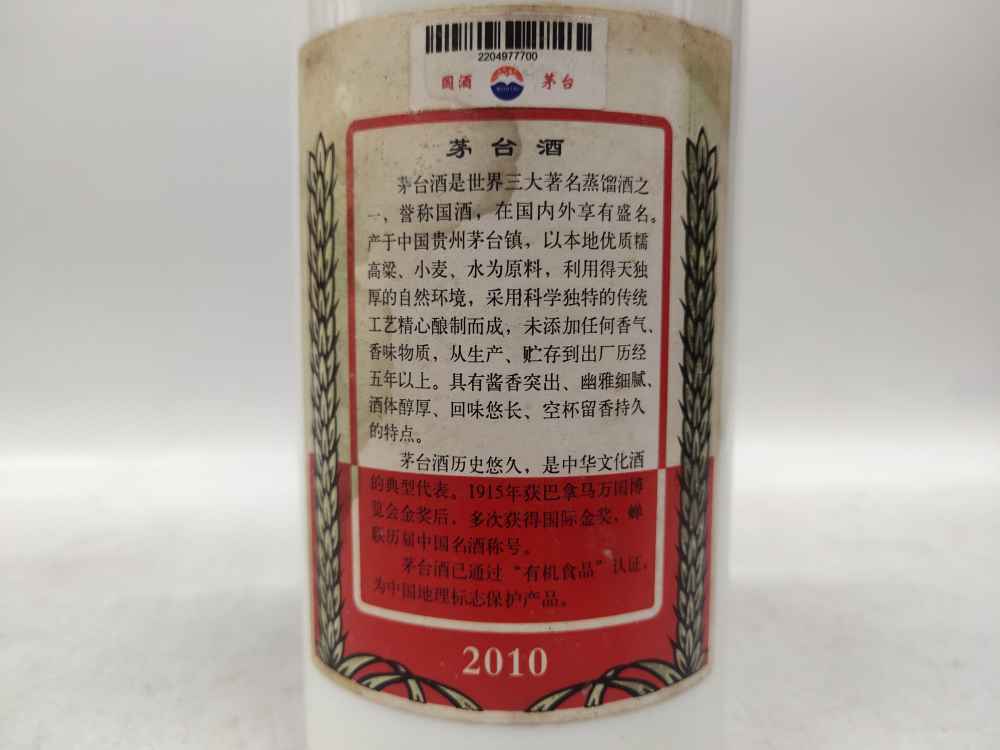 2204977700
国酒 茅台
茅台酒
茅台酒是世界三大著名蒸馏酒之
一、誉称国酒，在国内外享有盛名。
产于中国贵州茅台镇，以本地优质糯
高粱、小麦、水为原料，利用得天独
厚的自然环境，采用科学独特的传统
工艺精心酿制而成，未添加任何香气、
香味物质，从生产、贮存到出厂历经
五年以上。具有酱香突出、幽雅细腻、
酒体醇厚、回味悠长、空杯留香持久
的特点。
茅台酒历史悠久，是中华文化酒
的典型代表。1915年获巴拿马万国博
览会金奖后，多次获得国际金奖，蝉
联历届中国名酒称号。
茅台酒已通过“有机食品”认证，
为中国地理标志保护产品。
2010